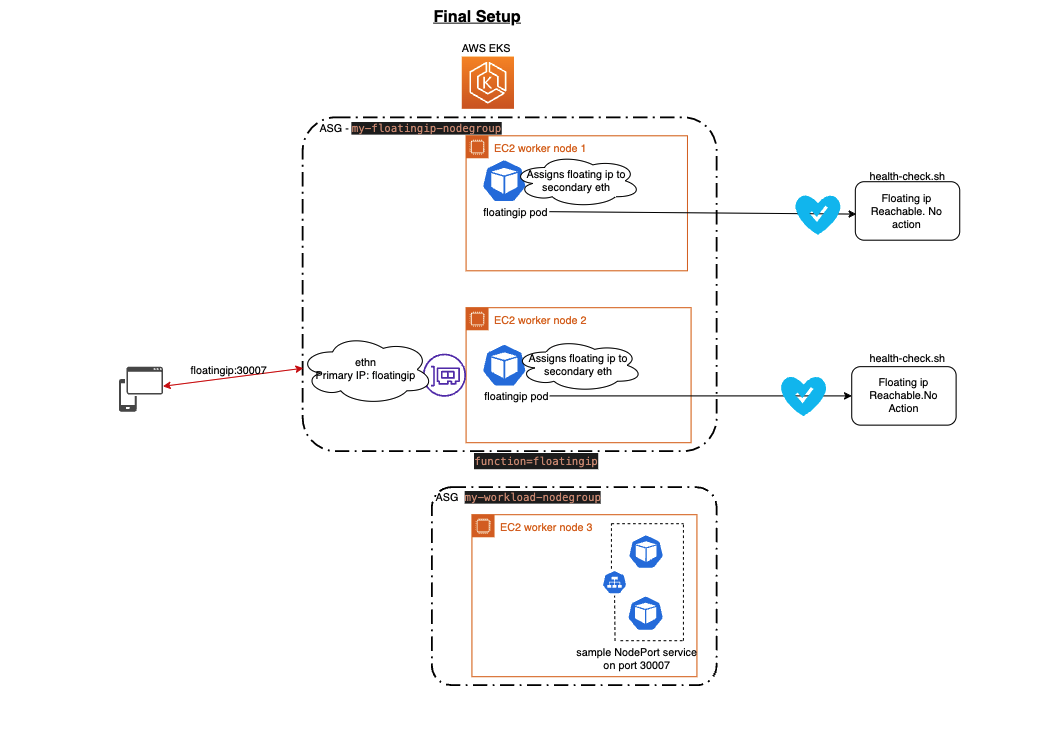 Final Setup
AWS EKS
K
ASG - my-floatingip-nodegroup
EC2 worker node 1
Assigns floating ip to
secondary eth
floatingip pod
health-check.sh
Floating ip
Reachable. No
action
EC2 worker node 2
Assigns floating ip to
secondary eth
floatingip pod
health-check.sh
Floating ip
Reachable.No
Action
floatingip:30007
ethn
Primary IP: floatingip
function=floatingip
ASG my-workload-nodegroup
EC2 worker node 3
sample NodePort service
on port 30007